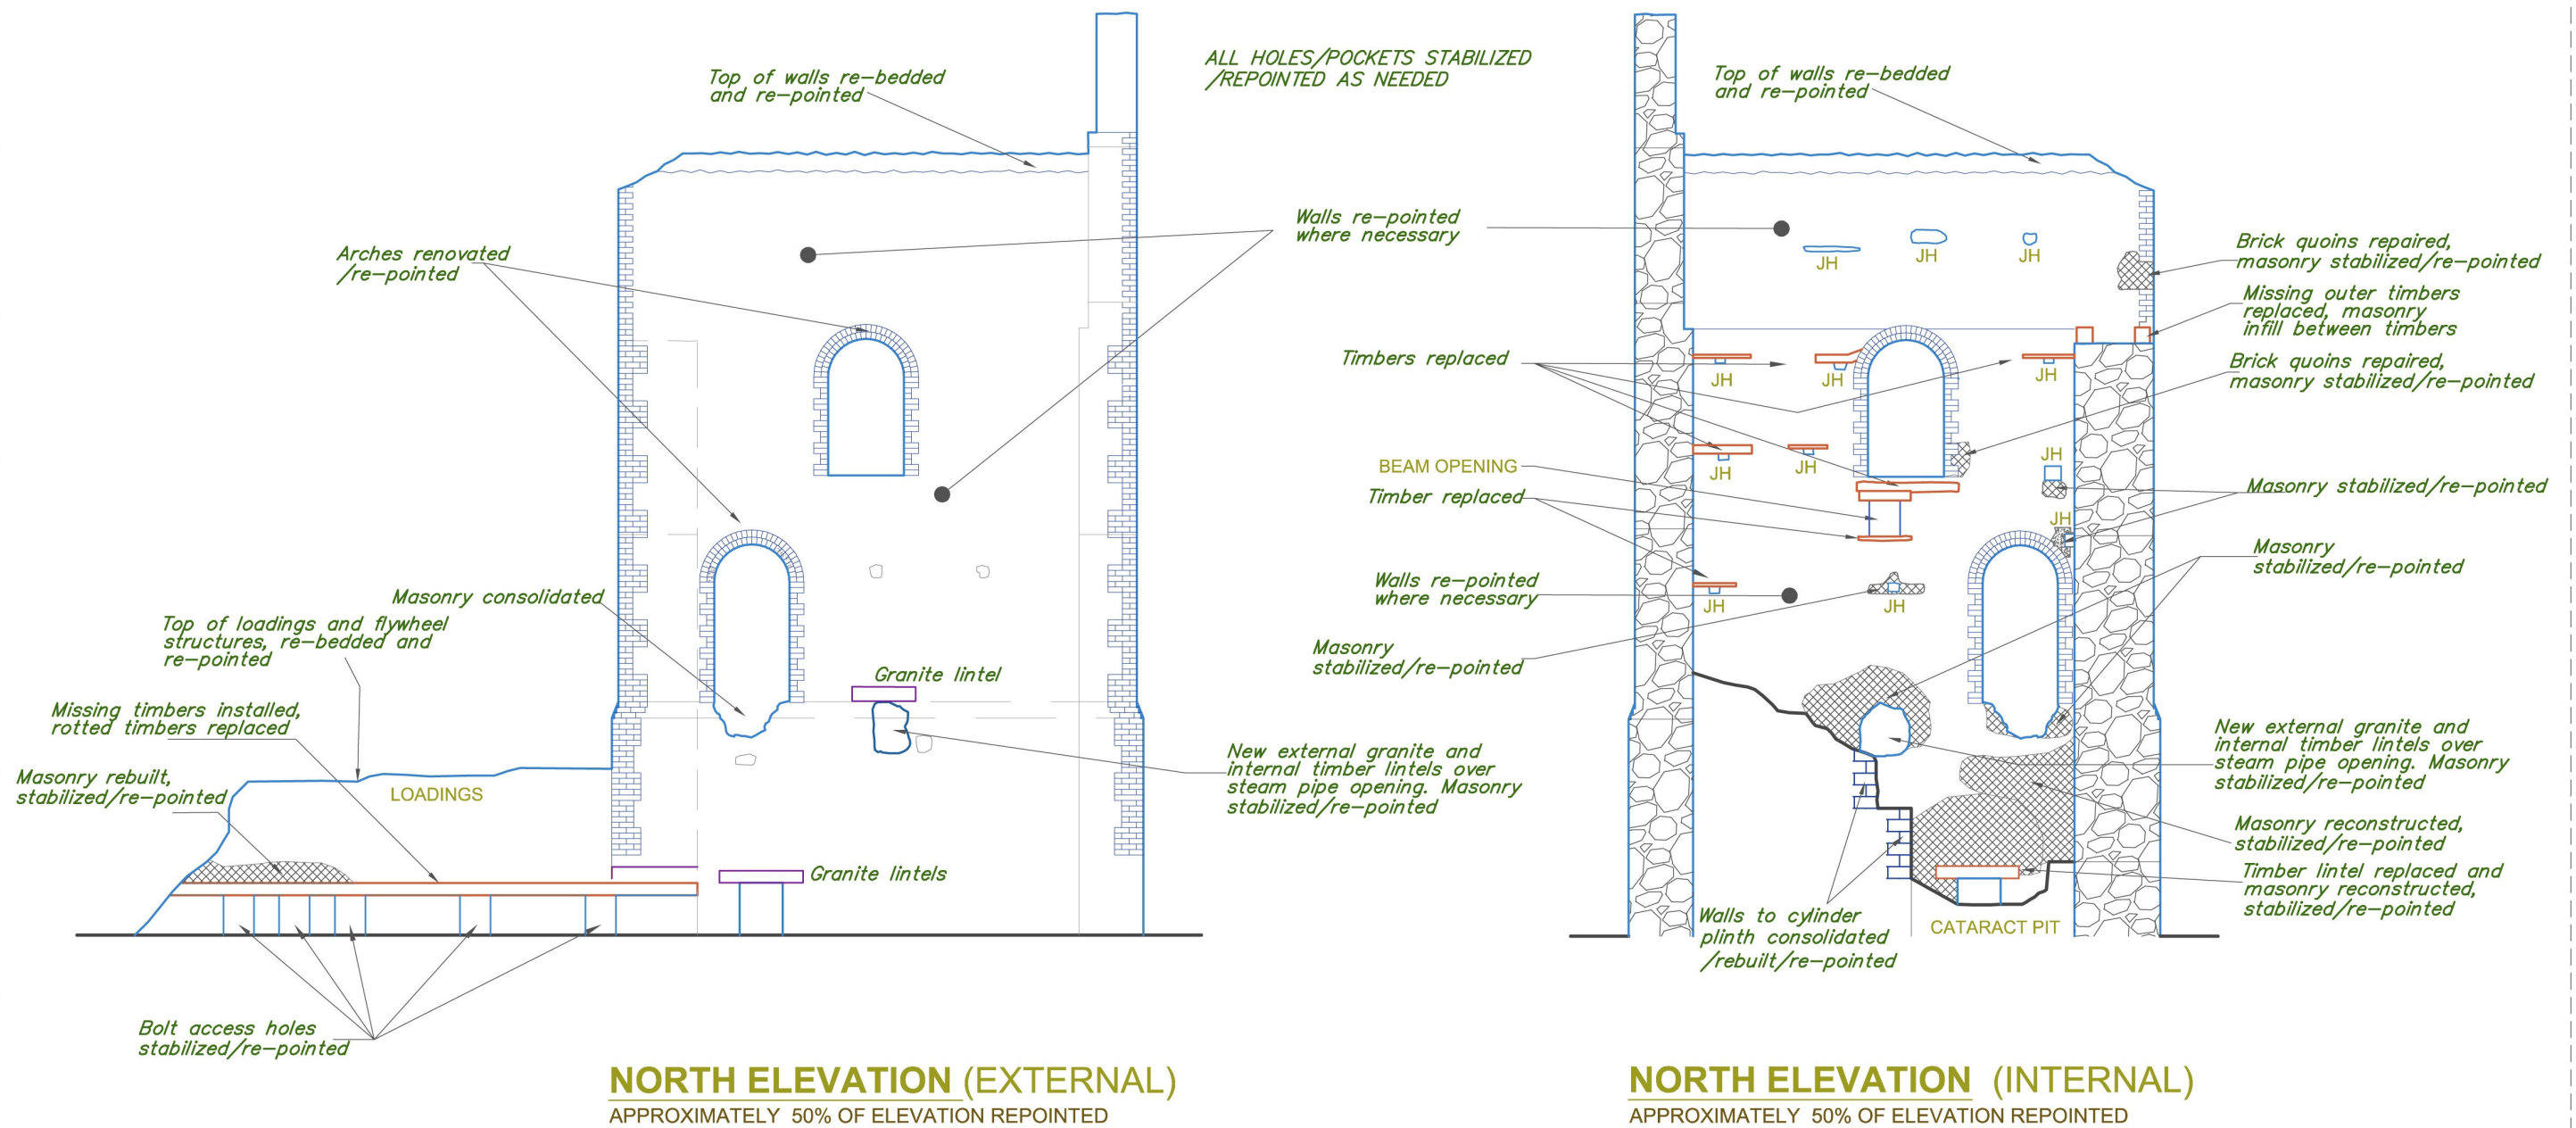 ALL HOLES/POCKETS STABILIZED
/REPOINTED AS NEEDED
Top of walls re-bedded
and re-pointed
Arches renovated
/re-pointed
Walls re-pointed
where necessary
Masonry consolidated
Top of loadings and flywheel
structures, re-bedded and
re-pointed
Granite lintel
Missing timbers installed,
rotted timbers replaced
Masonry rebuilt,
stabilized/re-pointed
LOADINGS
New external granite and
internal timber lintels over
steam pipe opening. Masonry
stabilized/re-pointed
Granite lintels
Bolt access holes
stabilized/re-pointed
NORTH ELEVATION (EXTERNAL)
APPROXIMATELY 50% OF ELEVATION REPOINTED
Top of walls re-bedded
and re-pointed
JH
JH
JH
Brick quoins repaired,
masonry stabilized/re-pointed
Missing outer timbers
replaced, masonry
infill between timbers
Timbers replaced
JH
JH
JH
Brick quoins repaired,
masonry stabilized/re-pointed
BEAM OPENING
JH
JH
JH
Timber replaced
Masonry stabilized/re-pointed
JH
Masonry
stabilized/re-pointed
Walls re-pointed
where necessary
JH
JH
Masonry
stabilized/re-pointed
New external granite and
internal timber lintels over
steam pipe opening. Masonry
stabilized/re-pointed
Masonry reconstructed,
stabilized/re-pointed
Timber lintel replaced and
masonry reconstructed,
stabilized/re-pointed
Walls to cylinder
plinth consolidated
/rebuilt/re-pointed
CATARACT PIT
NORTH ELEVATION (INTERNAL)
APPROXIMATELY 50% OF ELEVATION REPOINTED